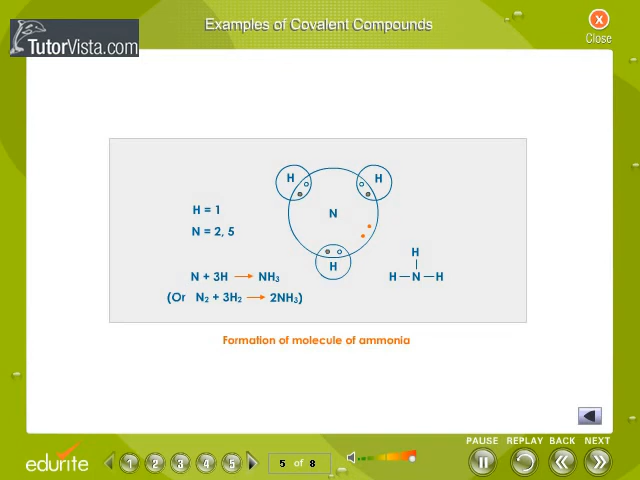 Examples of Covalent Compounds
x
Close
TutorVista.com
H
H
H = 1
N
N = 2, 5
H
H
N + 3H → NH₃
H — N — H
(Or N₂ + 3H₂ → 2NH₃)
Formation of molecule of ammonia
PAUSE REPLAY BACK NEXT
edurite
1 2 3 4 5
5 of 8